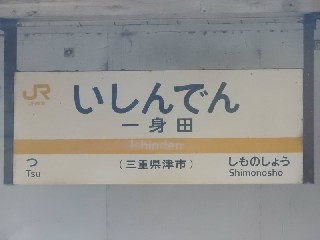 JR
いしんでん
一身田
Ishinden
(三重県津市)
つ
Tsu
しものしょう
Shimonosho